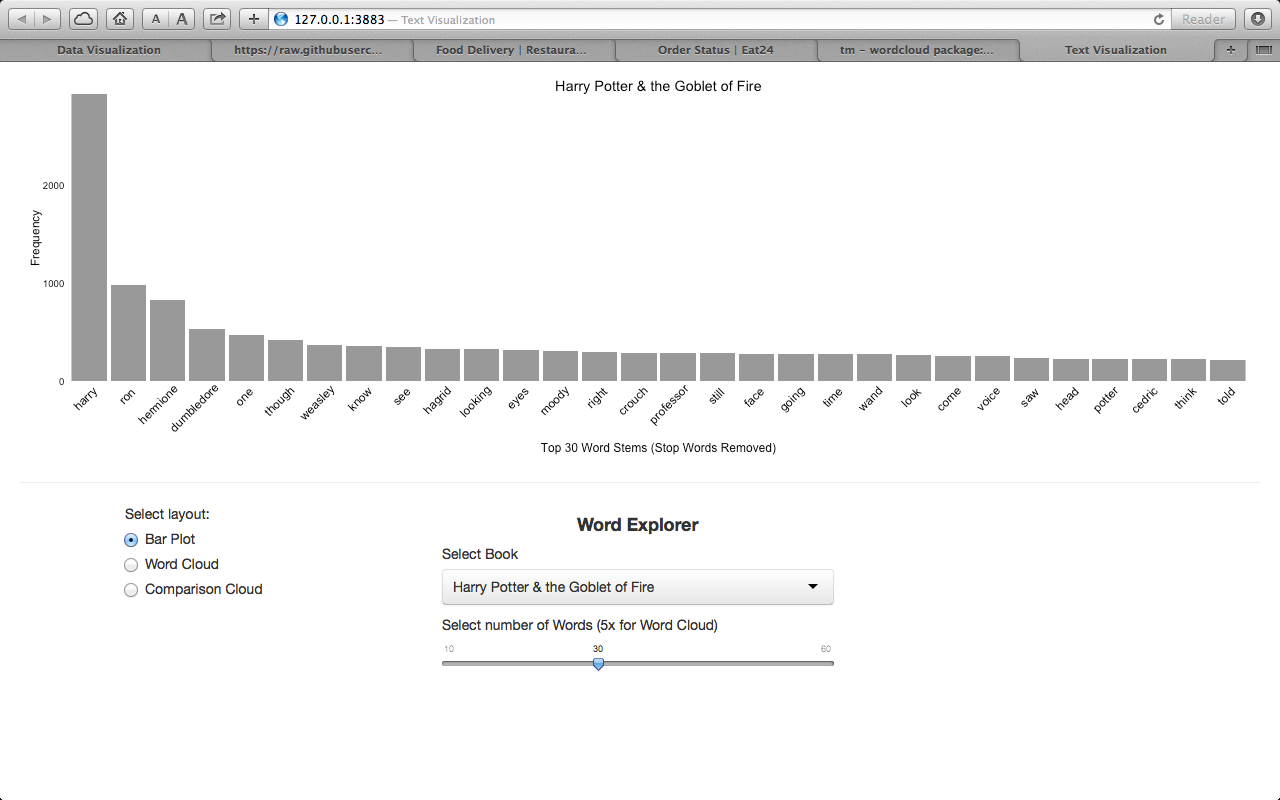 A A + 127.0.0.1:3883 — Text Visualization Reader
Data Visualization https://raw.githubuserc... Food Delivery | Restaura... Order Status | Eat24 tm - wordcloud package:... Text Visualization +
Harry Potter & the Goblet of Fire
2000
Frequency
1000
0
harry ron hermione dumbledore one though weasley know see hagrid looking eyes moody right crouch professor still face going time wand look come voice saw head potter cedric think told
Top 30 Word Stems (Stop Words Removed)
Select layout:
Bar Plot
Word Cloud
Comparison Cloud
Word Explorer
Select Book
Harry Potter & the Goblet of Fire
Select number of Words (5x for Word Cloud)
10 30 60